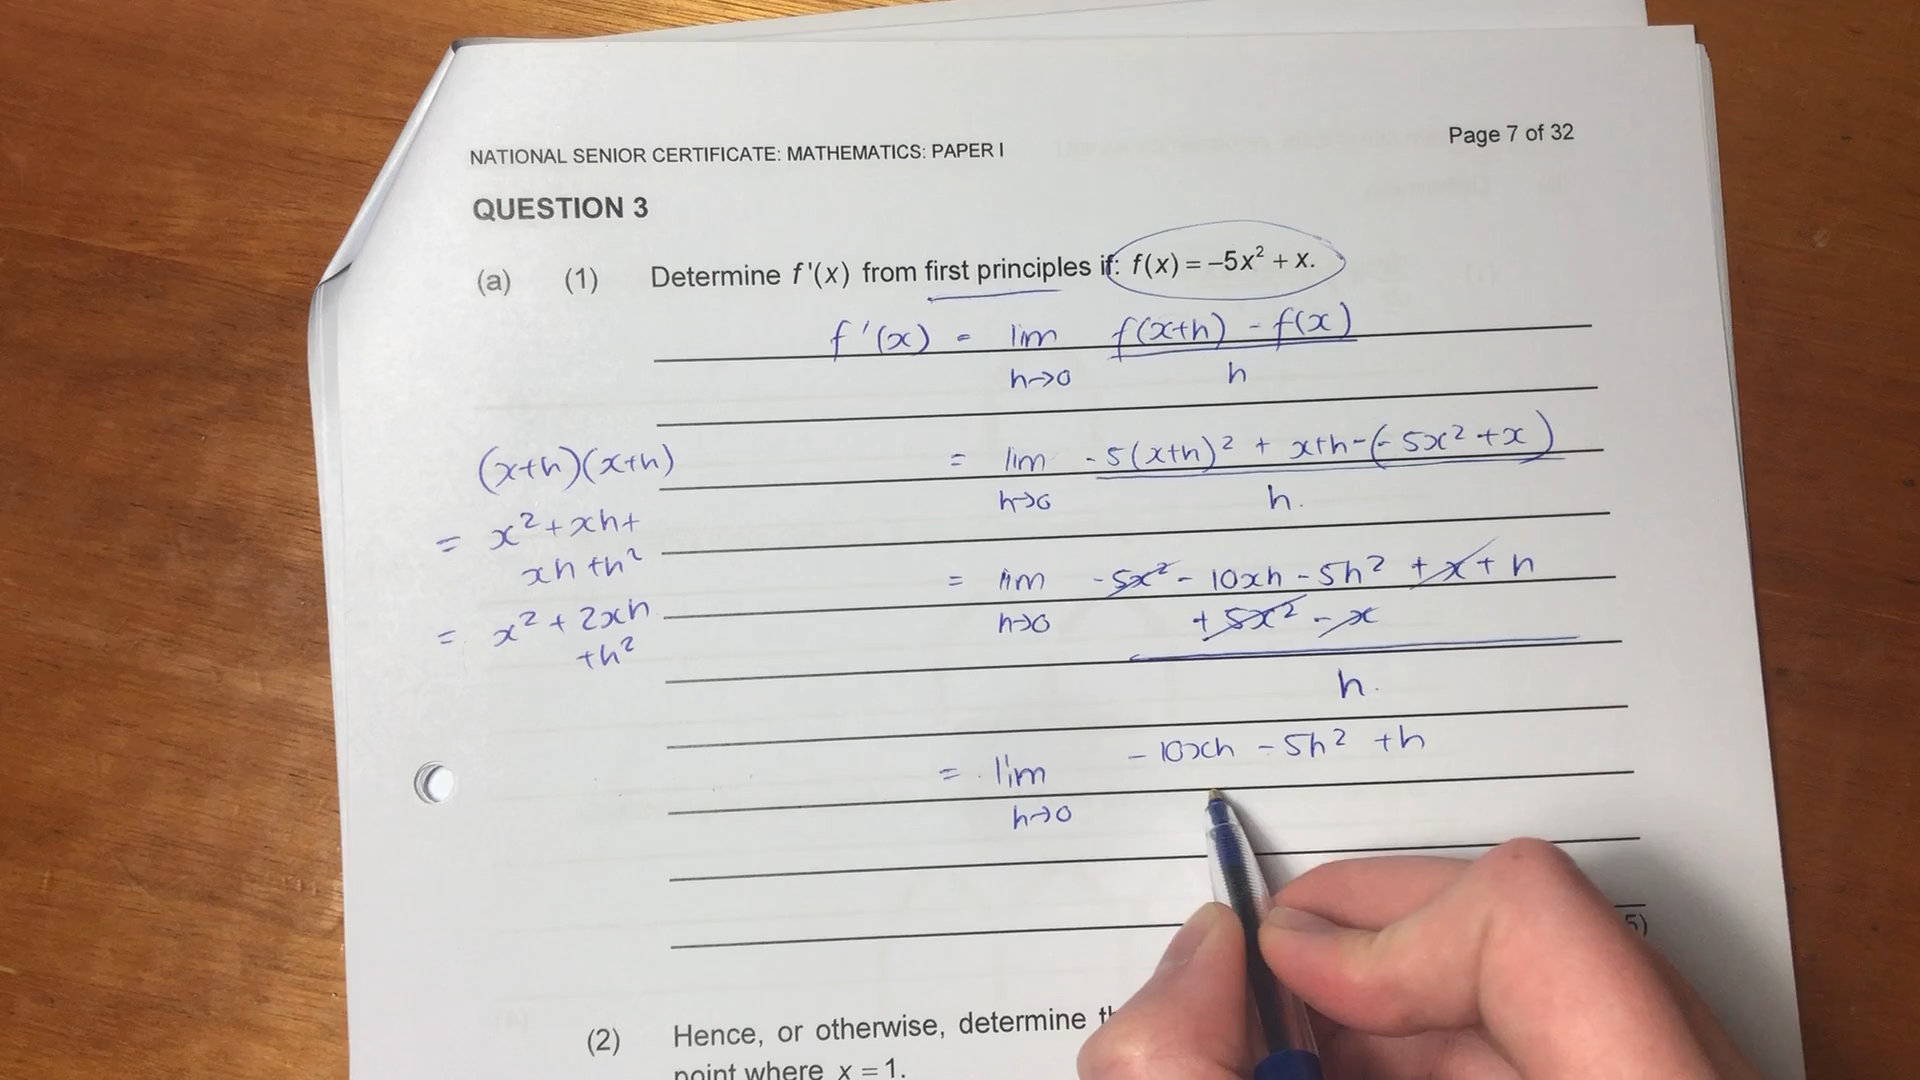 NATIONAL SENIOR CERTIFICATE: MATHEMATICS: PAPER I
Page 7 of 32
QUESTION 3
(a) (1) Determine f'(x) from first principles if: f(x) = –5x² + x.
f'(x) = lim f(x+h) - f(x)
h→0 h
(x+h)(x+h)
= x² + xh +
xh + h²
= x² + 2xh
+h²
= lim -5(x+h)² + x+h-(-5x²+x)
h→0 h.
= lim -5x² - 10xh - 5h² + x + h
h→0 + 5x² - x
h.
= lim - 10xh - 5h² + h
h→0
5)
(2) Hence, or otherwise, determine
point where x = 1.